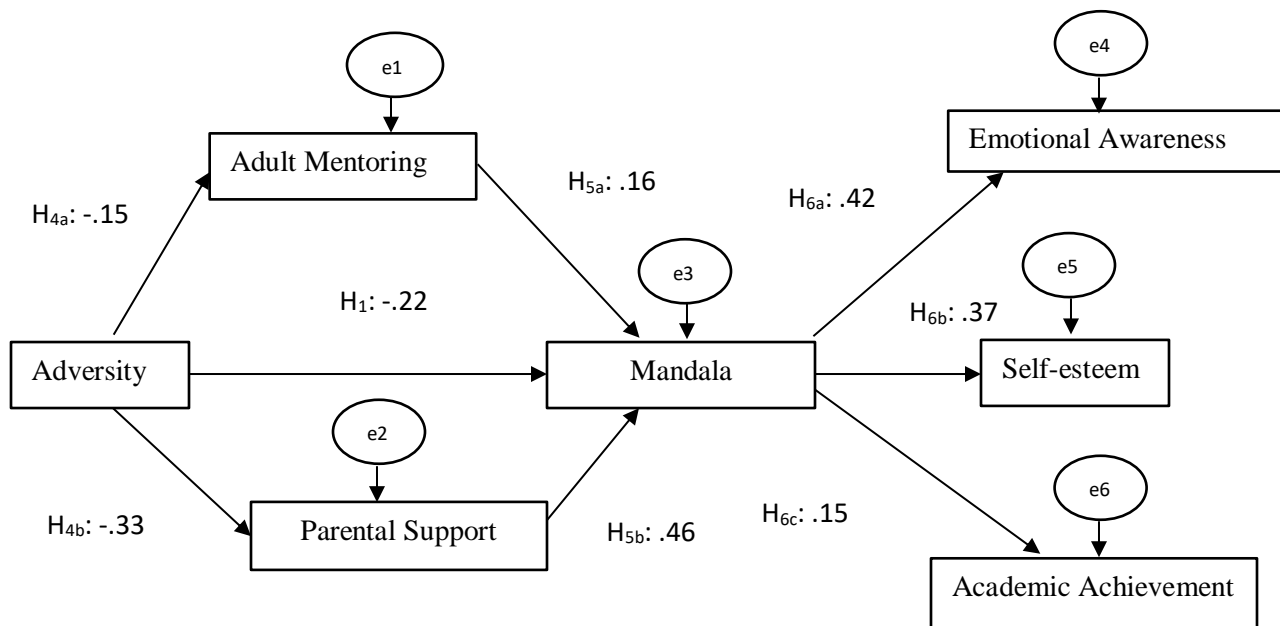 e4
e1
Emotional Awareness
Adult Mentoring
H5a: .16
H6a: .42
H4a: -.15
e3
e5
H1: -.22
H6b: .37
Adversity
Mandala
Self-esteem
e2
e6
H4b: -.33
Parental Support
H5b: .46
H6c: .15
Academic Achievement